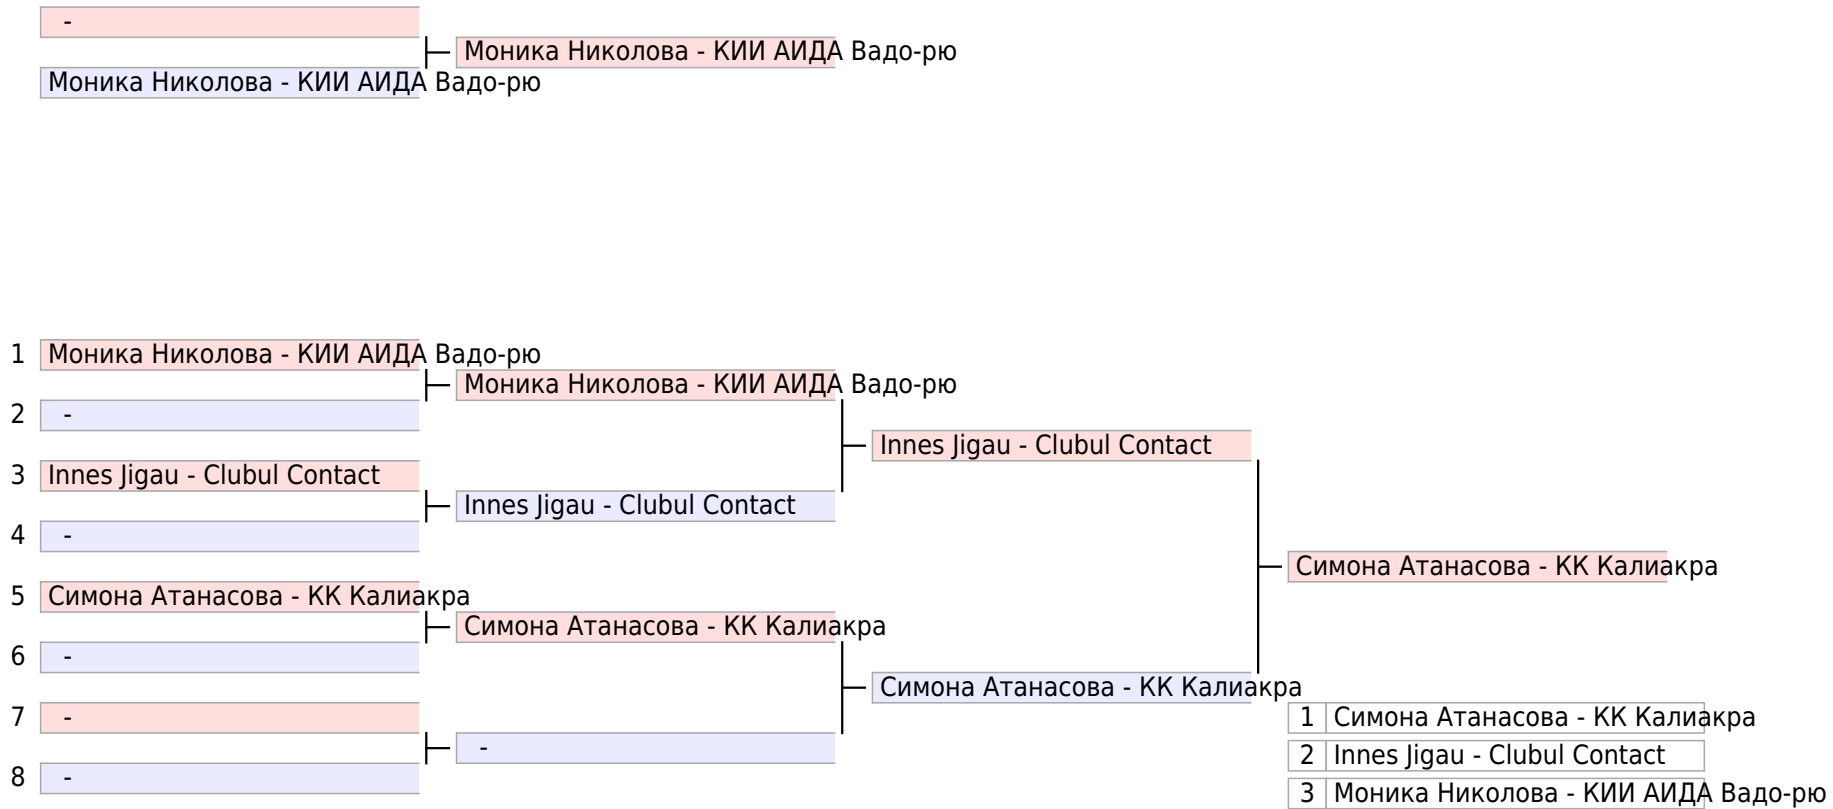 -
Моника Николова - КИИ АИДА Вадо-рю
Моника Николова - КИИ АИДА Вадо-рю
1 Моника Николова - КИИ АИДА Вадо-рю
Моника Николова - КИИ АИДА Вадо-рю
2 -
Innes Jigau - Clubul Contact
3 Innes Jigau - Clubul Contact
Innes Jigau - Clubul Contact
4 -
Симона Атанасова - КК Калиакра
5 Симона Атанасова - КК Калиакра
Симона Атанасова - КК Калиакра
6 -
Симона Атанасова - КК Калиакра
7 -
1 Симона Атанасова - КК Калиакра
-
2 Innes Jigau - Clubul Contact
8 -
3 Моника Николова - КИИ АИДА Вадо-рю